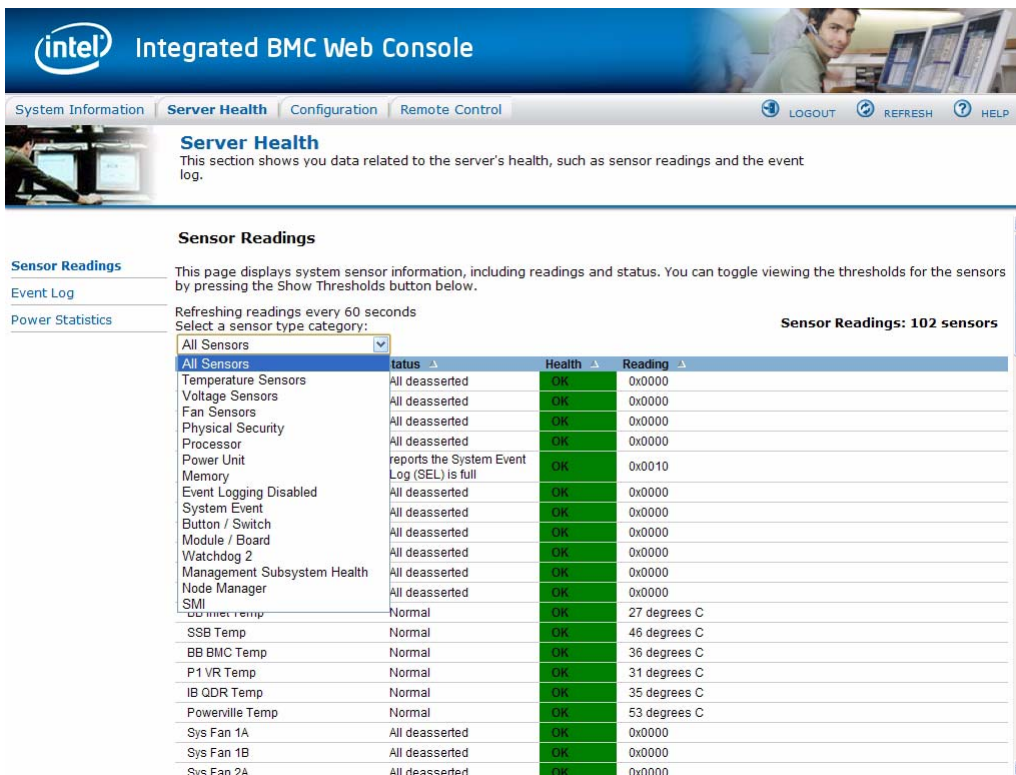 intel Integrated BMC Web Console
System Information Server Health Configuration Remote Control LOGOUT REFRESH ? HELP
Server Health
This section shows you data related to the server's health, such as sensor readings and the event
log.
Sensor Readings
Event Log
Power Statistics
Sensor Readings
This page displays system sensor information, including readings and status. You can toggle viewing the thresholds for the sensors
by pressing the Show Thresholds button below.
Refreshing readings every 60 seconds
Select a sensor type category:
Sensor Readings: 102 sensors
All Sensors
All Sensors
Temperature Sensors
Voltage Sensors
Fan Sensors
Physical Security
Processor
Power Unit
Memory
Event Logging Disabled
System Event
Button / Switch
Module / Board
Watchdog 2
Management Subsystem Health
Node Manager
SMI
tatus Health Reading
All deasserted OK 0x0000
All deasserted OK 0x0000
All deasserted OK 0x0000
All deasserted OK 0x0000
reports the System Event
Log (SEL) is full OK 0x0010
All deasserted OK 0x0000
All deasserted OK 0x0000
All deasserted OK 0x0000
All deasserted OK 0x0000
All deasserted OK 0x0000
All deasserted OK 0x0000
BB Inlet Temp Normal OK 27 degrees C
SSB Temp Normal OK 46 degrees C
BB BMC Temp Normal OK 36 degrees C
P1 VR Temp Normal OK 31 degrees C
IB QDR Temp Normal OK 35 degrees C
Powerville Temp Normal OK 53 degrees C
Sys Fan 1A All deasserted OK 0x0000
Sys Fan 1B All deasserted OK 0x0000
Sys Fan 2A All deasserted OK 0x0000